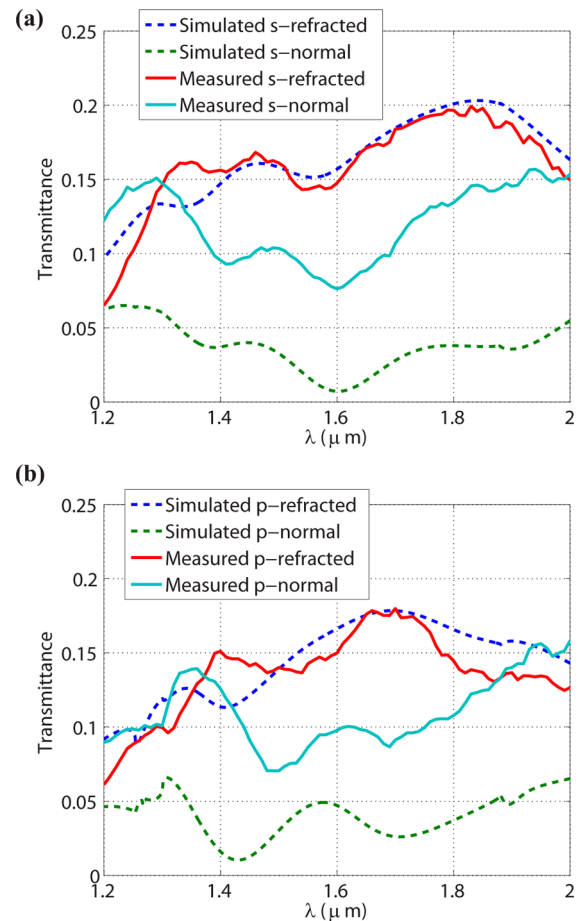 (a)
0.25
Simulated s−refracted
Simulated s−normal
Measured s−refracted
Measured s−normal
0.2
0.15
0.1
0.05
0
Transmittance
1.2 1.4 1.6 1.8 2
λ (μ m)
(b)
0.25
Simulated p−refracted
Simulated p−normal
Measured p−refracted
Measured p−normal
0.2
0.15
0.1
0.05
0
Transmittance
1.2 1.4 1.6 1.8 2
λ (μ m)